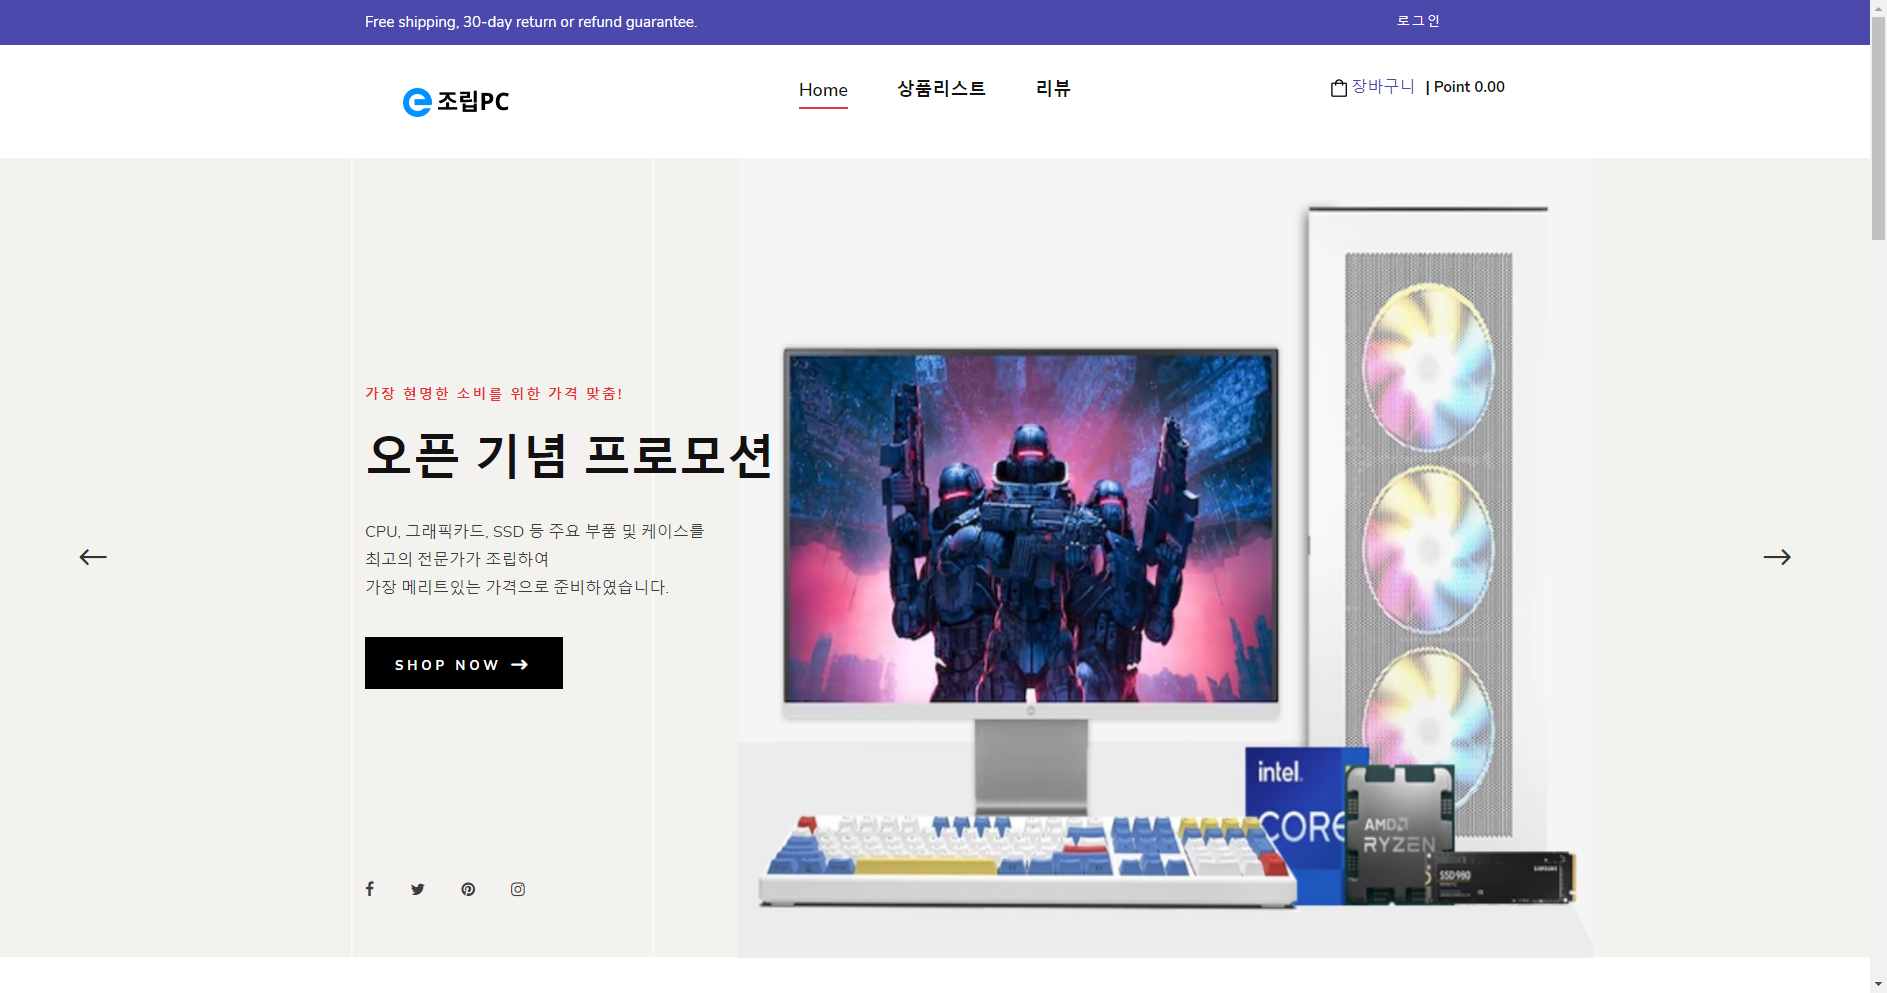 Free shipping, 30-day return or refund guarantee.
로그인
e 조립PC
Home
상품리스트
리뷰
장바구니 | Point 0.00
가장 현명한 소비를 위한 가격 맞춤!
오픈 기념 프로모션
CPU, 그래픽카드, SSD 등 주요 부품 및 케이스를
최고의 전문가가 조립하여
가장 메리트있는 가격으로 준비하였습니다.
SHOP NOW
intel.
CORE
AMD
RYZEN
SSD 980
SAMSUNG